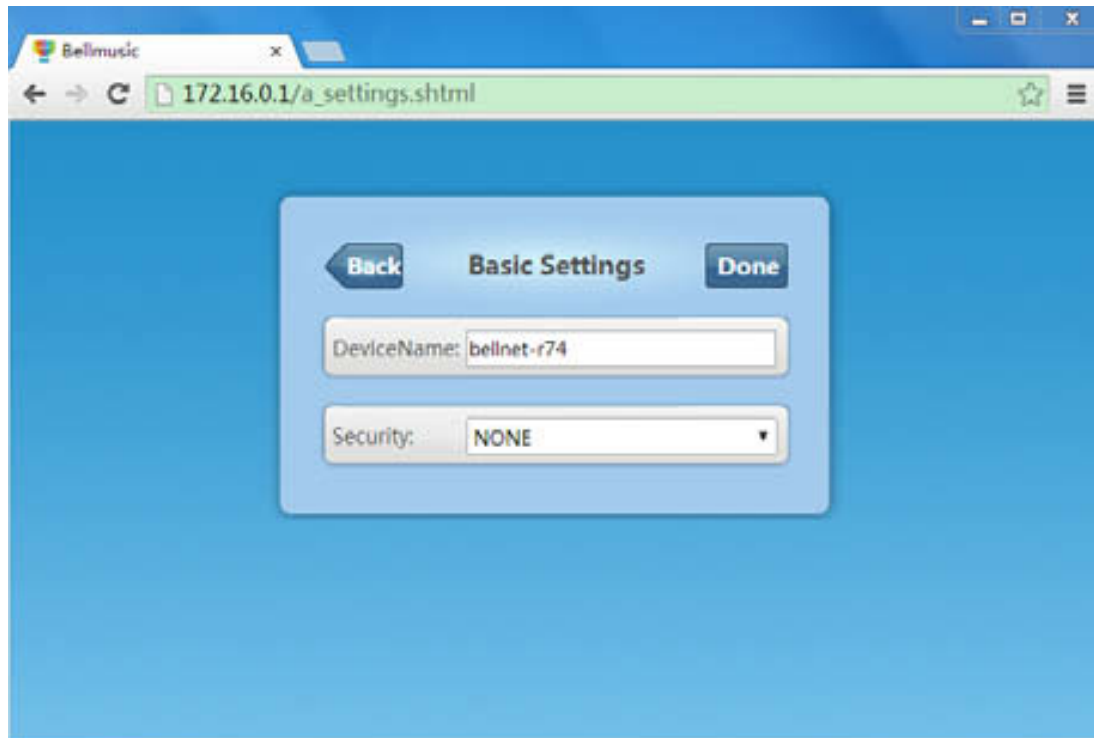 Bellmusic
172.16.0.1/a_settings.shtml
Back Basic Settings Done
DeviceName: bellnet-r74
Security: NONE